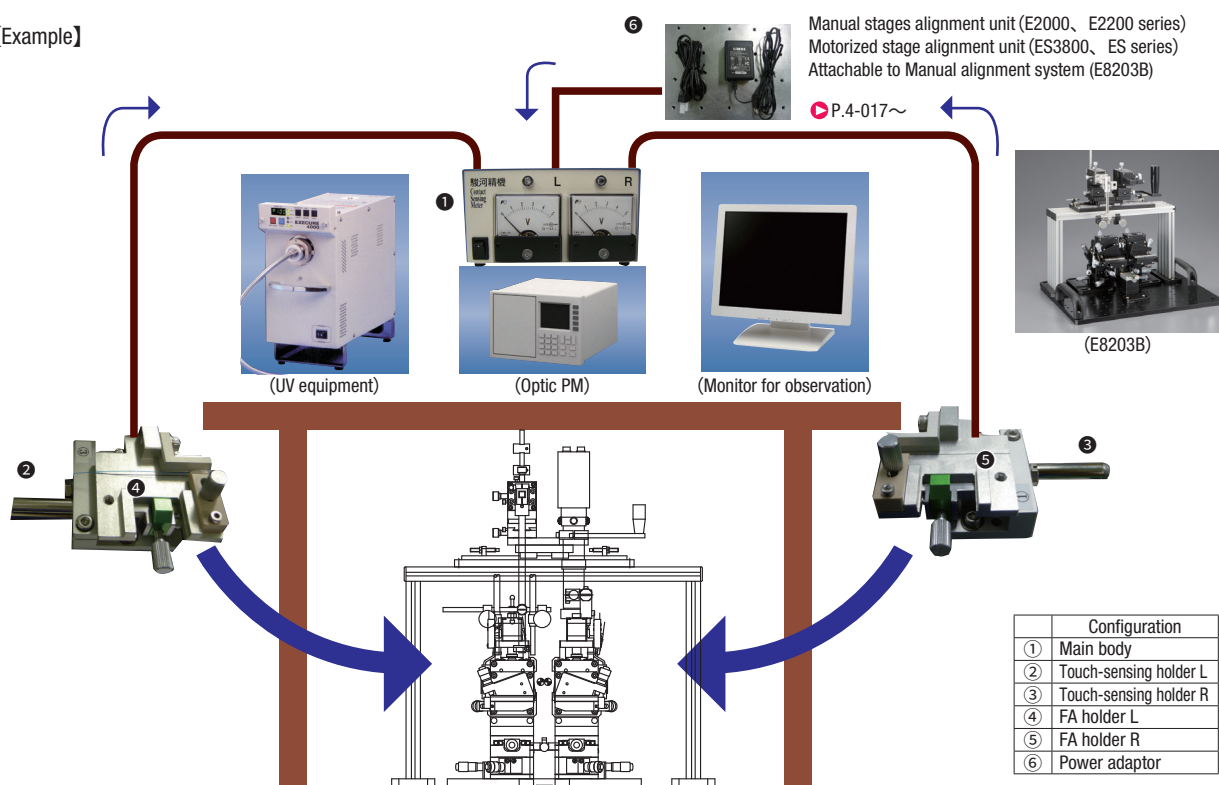 Example】
❻
Manual stages alignment unit（E2000、 E2200 series）
Motorized stage alignment unit（ES3800、 ES series）
Attachable to Manual alignment system (E8203B)
P.4-017～
❶
駿河精機
Contact
Sensing
Meter
L
R
V
V
EXECURE
4000
（UV equipment）
（Optic PM）
（Monitor for observation）
（E8203B）
❷
❹
❺
❸
Configuration
① Main body
② Touch-sensing holder L
③ Touch-sensing holder R
④ FA holder L
⑤ FA holder R
⑥ Power adaptor